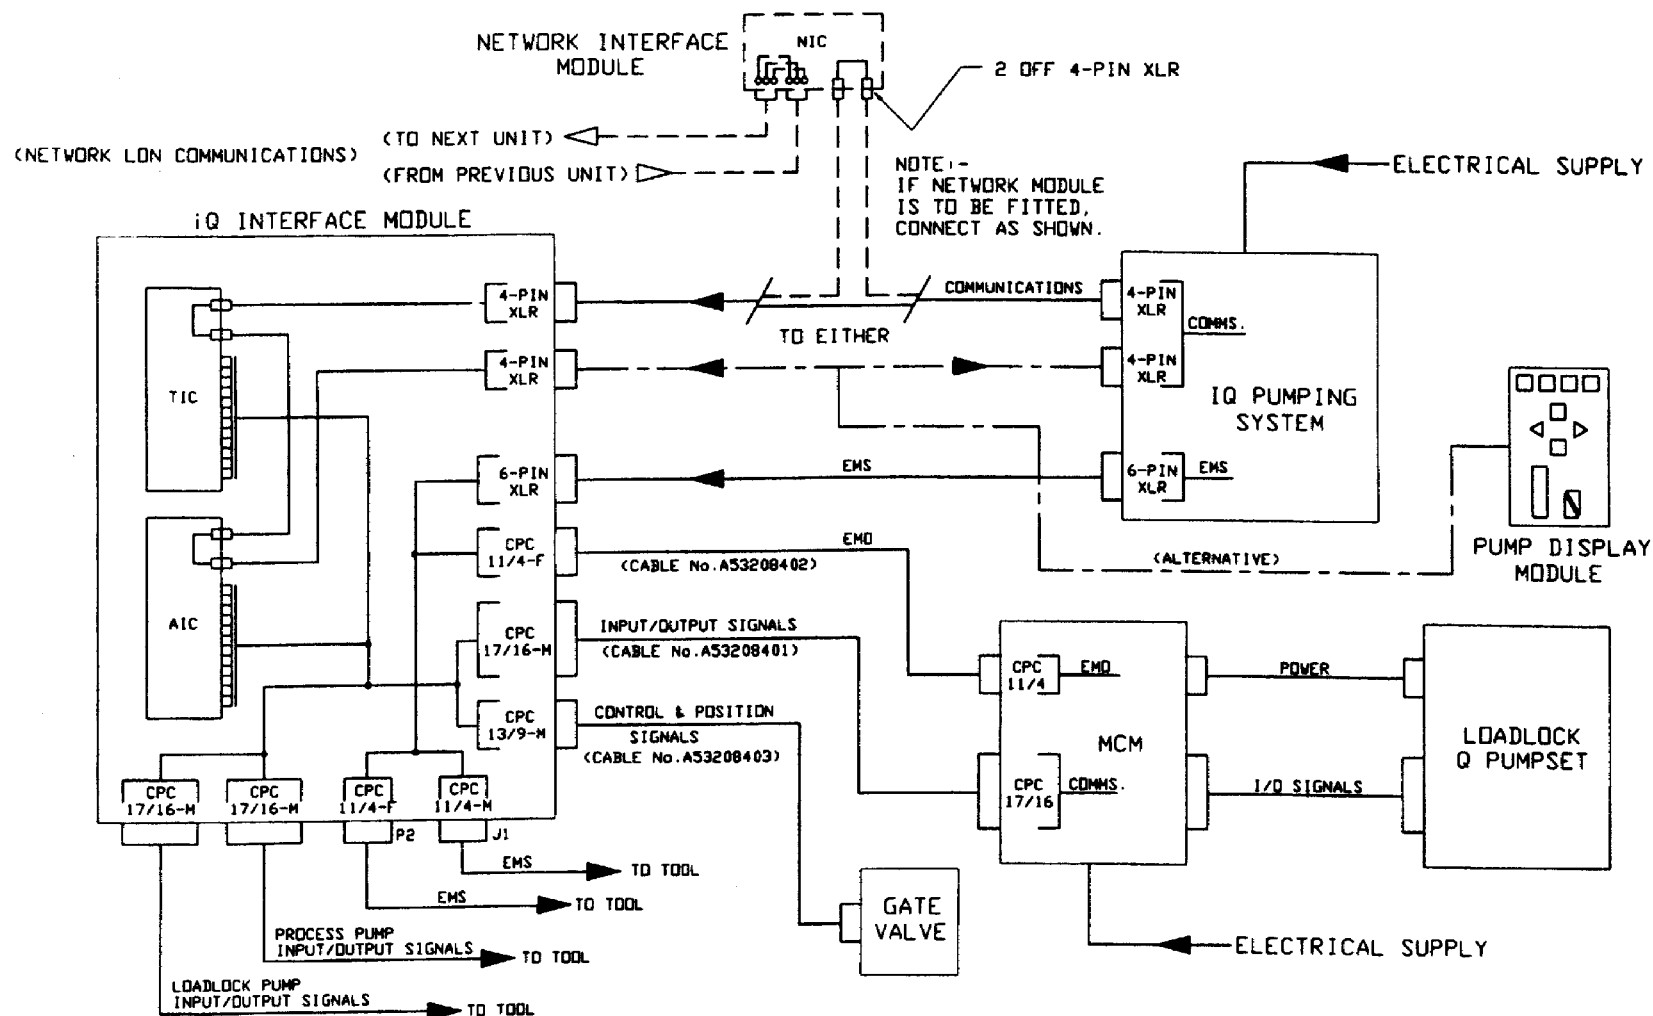 NETWORK INTERFACE
MODULE
NIC
2 OFF 4-PIN XLR
(NETWORK LON COMMUNICATIONS)
(TO NEXT UNIT)
(FROM PREVIOUS UNIT)
NOTE:-
IF NETWORK MODULE
IS TO BE FITTED,
CONNECT AS SHOWN.
ELECTRICAL SUPPLY
iQ INTERFACE MODULE
TIC
AIC
4-PIN
XLR
4-PIN
XLR
6-PIN
XLR
CPC
11/4-F
CPC
17/16-M
CPC
13/9-M
CPC
17/16-M
CPC
17/16-M
CPC
11/4-F
CPC
11/4-M
P2
J1
COMMUNICATIONS
TO EITHER
EMS
EMO
(CABLE No.A53208402)
INPUT/OUTPUT SIGNALS
(CABLE No.A53208401)
CONTROL & POSITION
SIGNALS
(CABLE No.A53208403)
4-PIN
XLR
COMMS.
4-PIN
XLR
IQ PUMPING
SYSTEM
6-PIN
XLR
EMS
(ALTERNATIVE)
PUMP DISPLAY
MODULE
CPC
11/4
EMO
MCM
CPC
17/16
COMMS.
POWER
I/O SIGNALS
LOADLOCK
Q PUMPSET
ELECTRICAL SUPPLY
GATE
VALVE
EMS
TO TOOL
EMS
TO TOOL
PROCESS PUMP
INPUT/OUTPUT SIGNALS
TO TOOL
LOADLOCK PUMP
INPUT/OUTPUT SIGNALS
TO TOOL